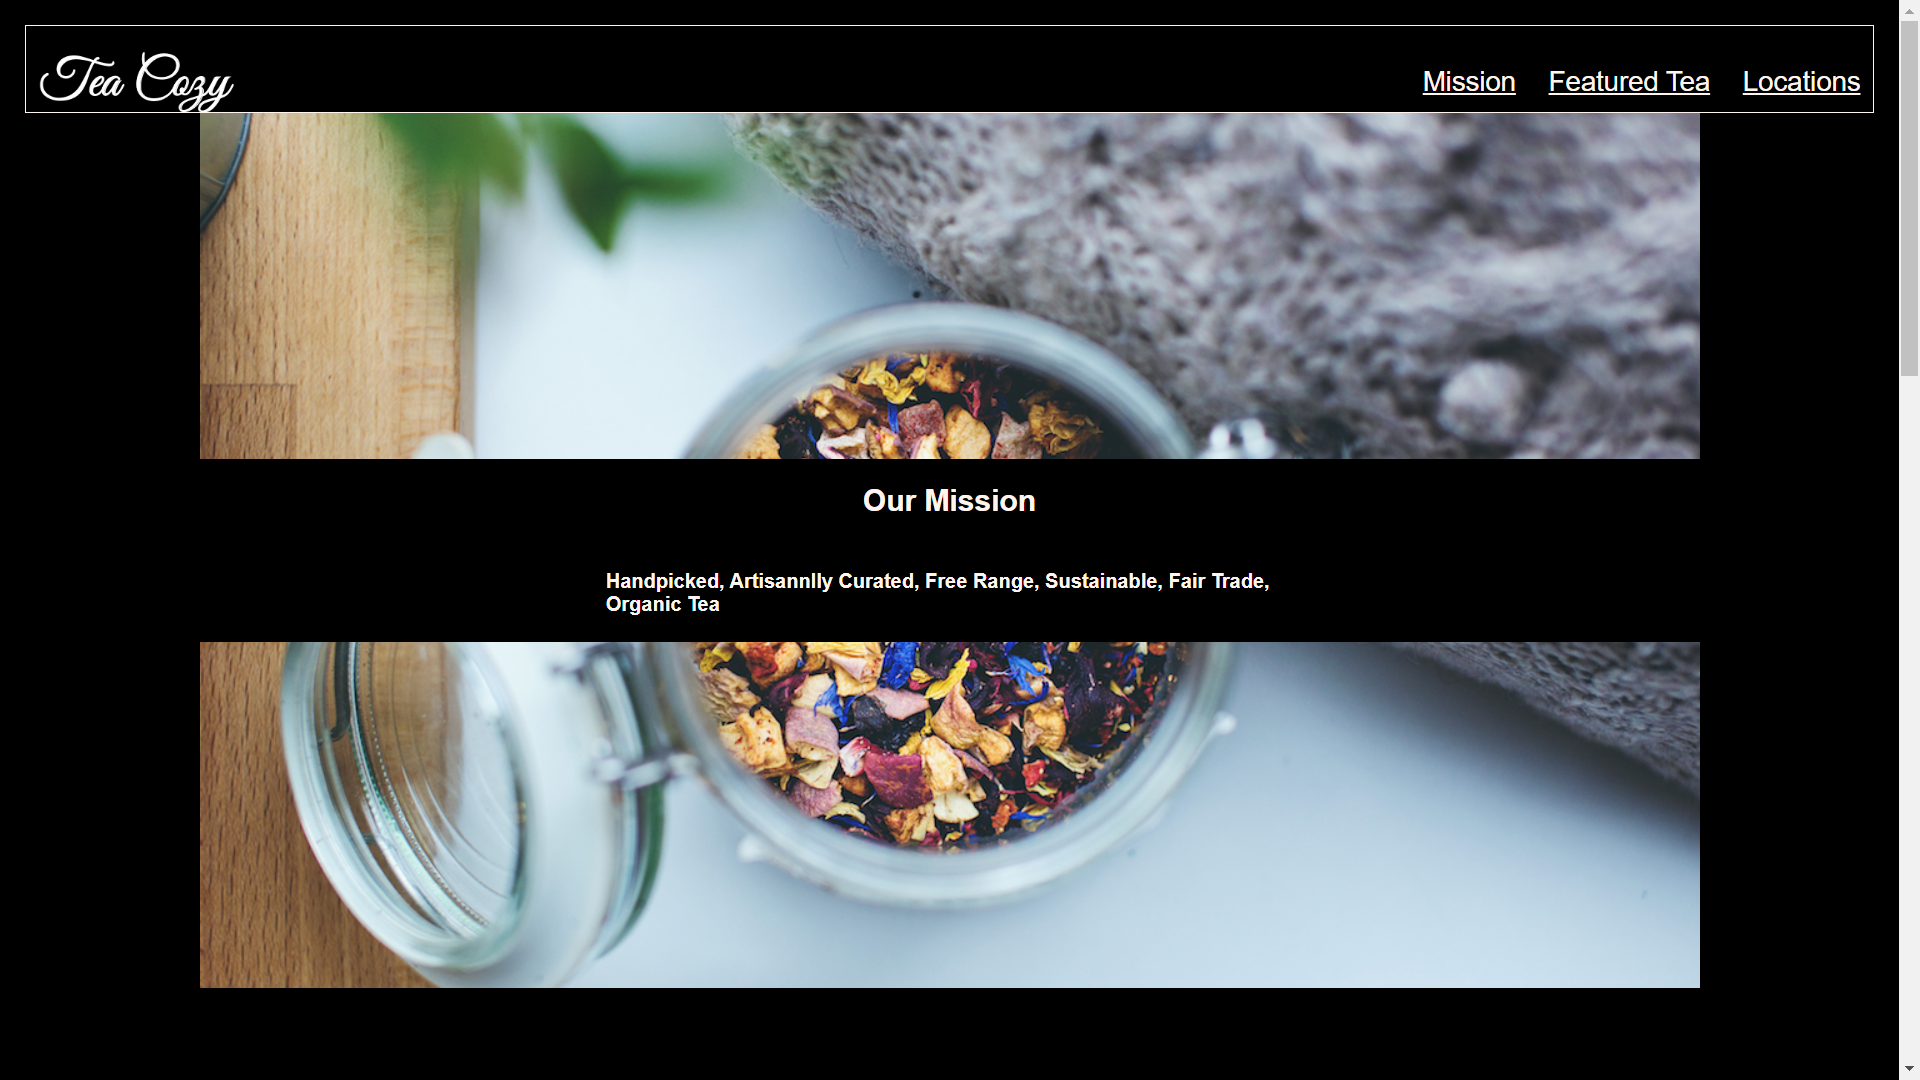 Tea Cozy
Mission Featured Tea Locations
Our Mission
Handpicked, Artisannlly Curated, Free Range, Sustainable, Fair Trade,
Organic Tea